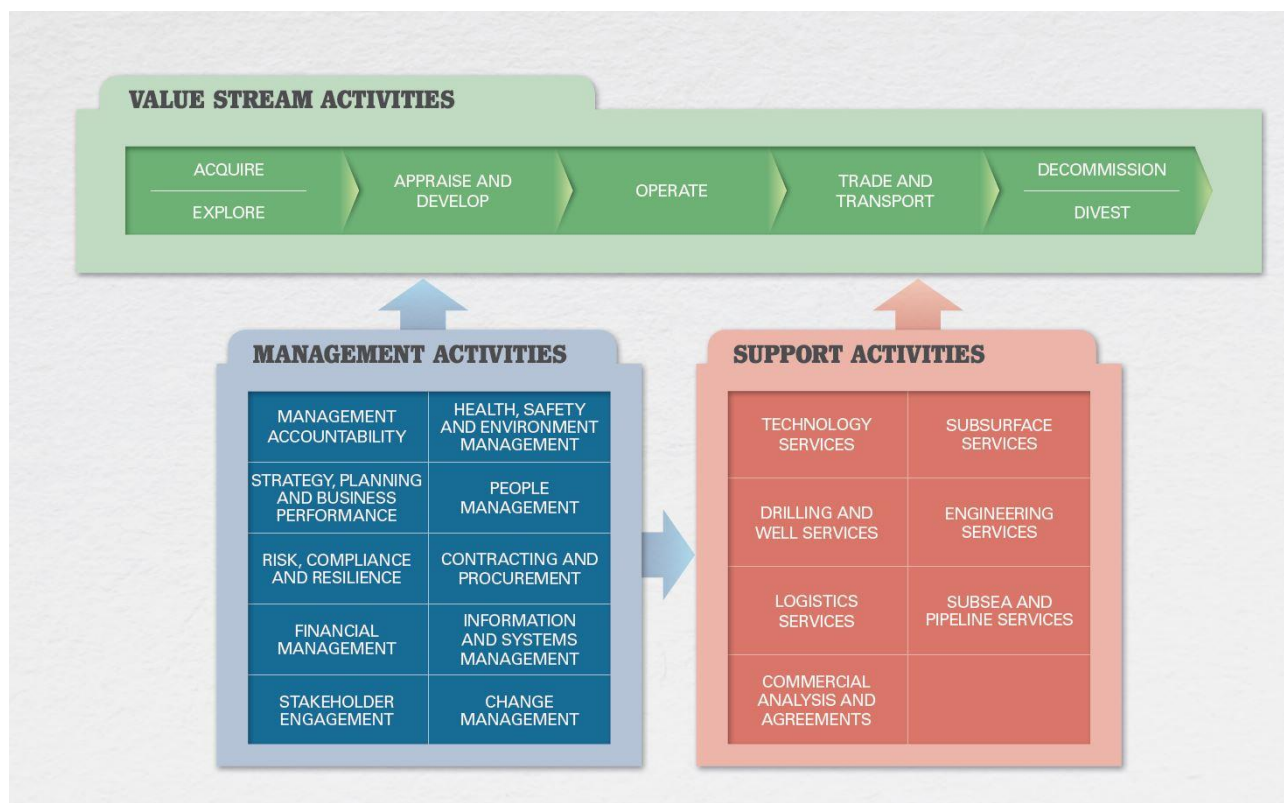 VALUE STREAM ACTIVITIES
ACQUIRE
EXPLORE
APPRAISE AND
DEVELOP
OPERATE
TRADE AND
TRANSPORT
DECOMMISSION
DIVEST
MANAGEMENT ACTIVITIES
MANAGEMENT
ACCOUNTABILITY
HEALTH, SAFETY
AND ENVIRONMENT
MANAGEMENT
STRATEGY, PLANNING
AND BUSINESS
PERFORMANCE
PEOPLE
MANAGEMENT
RISK, COMPLIANCE
AND RESILIENCE
CONTRACTING AND
PROCUREMENT
FINANCIAL
MANAGEMENT
INFORMATION
AND SYSTEMS
MANAGEMENT
STAKEHOLDER
ENGAGEMENT
CHANGE
MANAGEMENT
SUPPORT ACTIVITIES
TECHNOLOGY
SERVICES
SUBSURFACE
SERVICES
DRILLING AND
WELL SERVICES
ENGINEERING
SERVICES
LOGISTICS
SERVICES
SUBSEA AND
PIPELINE SERVICES
COMMERCIAL
ANALYSIS AND
AGREEMENTS